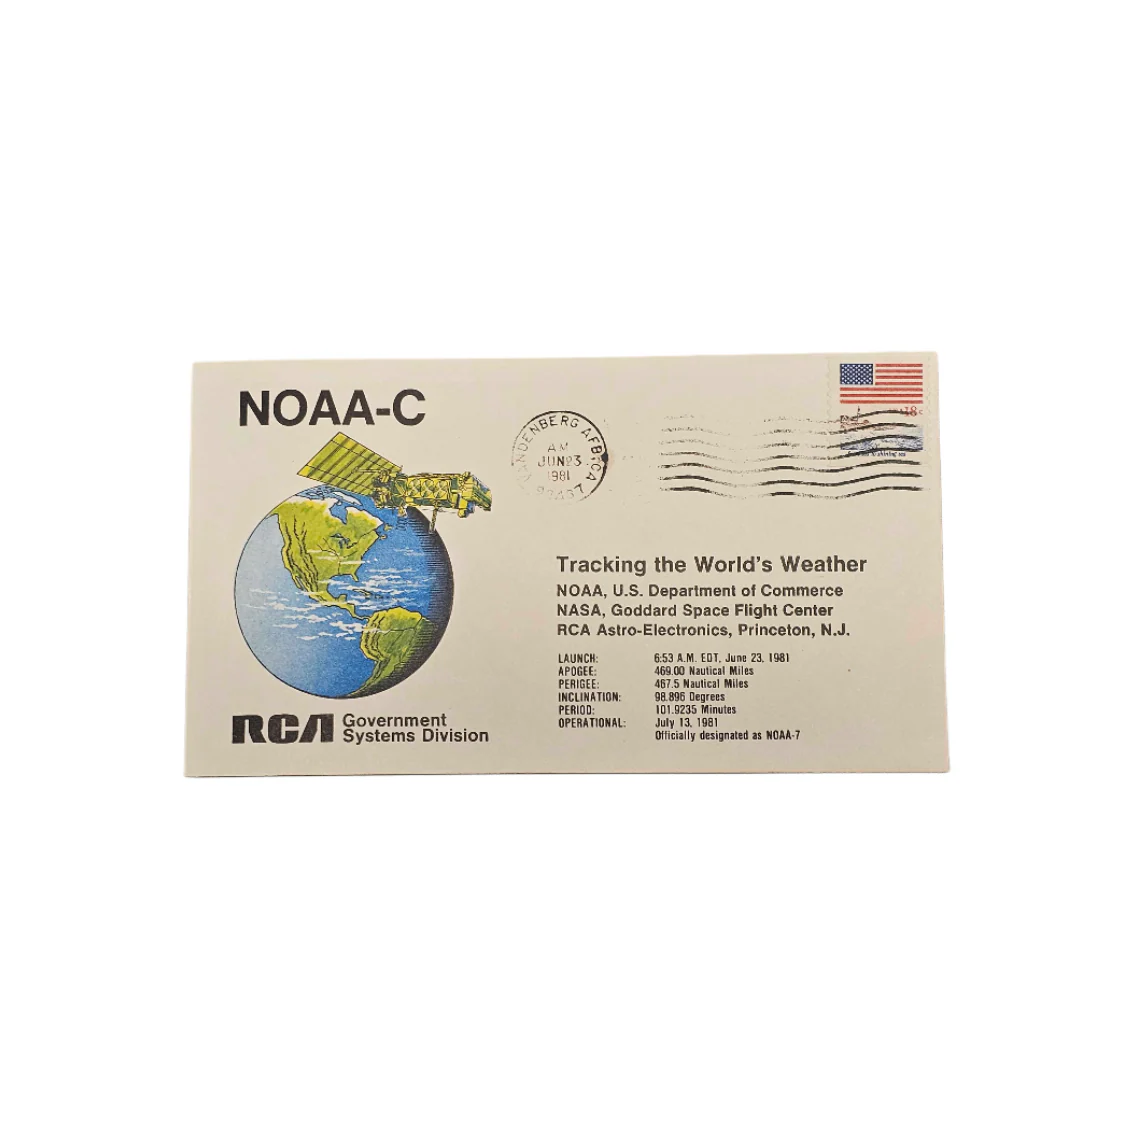 NOAA-C
VANDENBERG AFB CA
AM
JUN 23
1981
93437
18c
Tracking the World's Weather
NOAA, U.S. Department of Commerce
NASA, Goddard Space Flight Center
RCA Astro-Electronics, Princeton, N.J.
LAUNCH: 6:53 A.M. EDT, June 23, 1981
APOGEE: 469.00 Nautical Miles
PERIGEE: 467.5 Nautical Miles
INCLINATION: 98.896 Degrees
PERIOD: 101.9235 Minutes
OPERATIONAL: July 13, 1981
Officially designated as NOAA-7
RCA Government
Systems Division